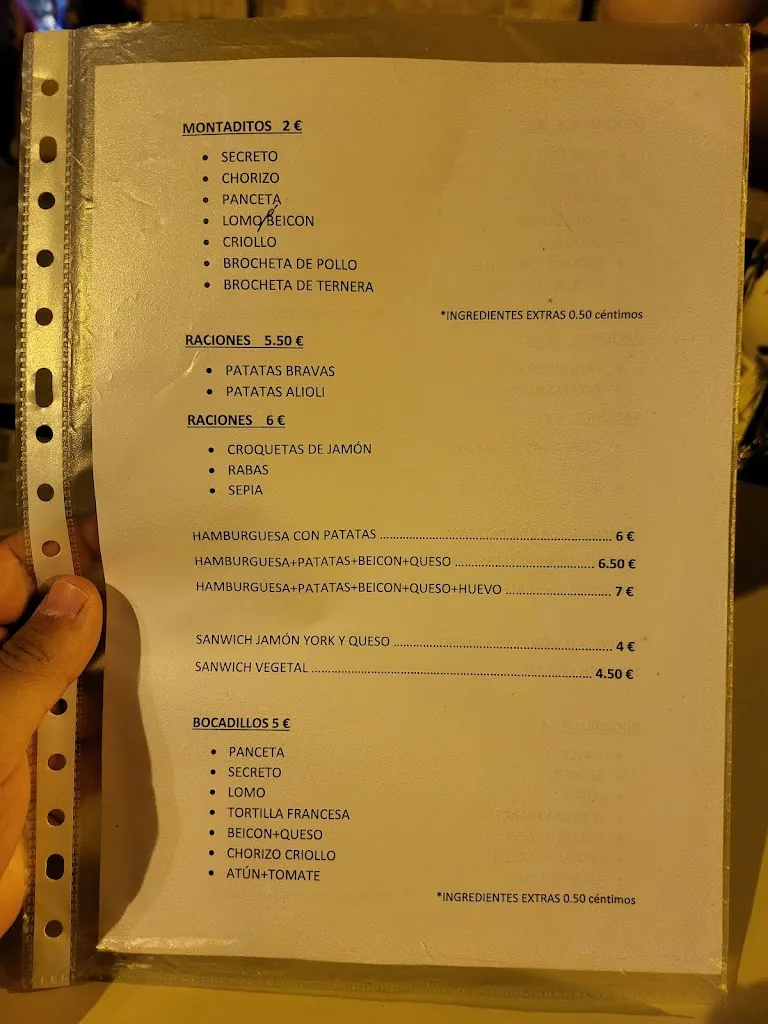 MONTADITOS 2 €
• SECRETO
• CHORIZO
• PANCETA
• LOMO BEICON
• CRIOLLO
• BROCHETA DE POLLO
• BROCHETA DE TERNERA
*INGREDIENTES EXTRAS 0.50 céntimos
RACIONES 5.50 €
• PATATAS BRAVAS
• PATATAS ALIOLI
RACIONES 6 €
• CROQUETAS DE JAMÓN
• RABAS
• SEPIA
HAMBURGUESA CON PATATAS ........ 6 €
HAMBURGUESA+PATATAS+BEICON+QUESO ........ 6.50 €
HAMBURGUESA+PATATAS+BEICON+QUESO+HUEVO ........ 7 €
SANWICH JAMÓN YORK Y QUESO ........ 4 €
SANWICH VEGETAL ........ 4.50 €
BOCADILLOS 5 €
• PANCETA
• SECRETO
• LOMO
• TORTILLA FRANCESA
• BEICON+QUESO
• CHORIZO CRIOLLO
• ATÚN+TOMATE
*INGREDIENTES EXTRAS 0.50 céntimos